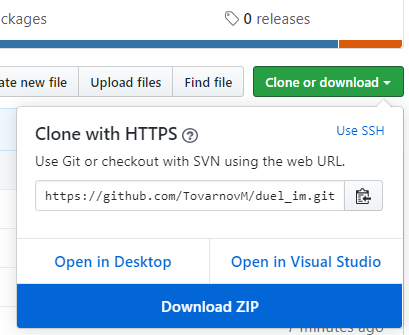 ckages
0 releases
ate new file
Upload files
Find file
Clone or download
Clone with HTTPS
Use SSH
Use Git or checkout with SVN using the web URL.
https://github.com/TovarnovM/duel_im.git
Open in Desktop
Open in Visual Studio
Download ZIP
7 minutes ago